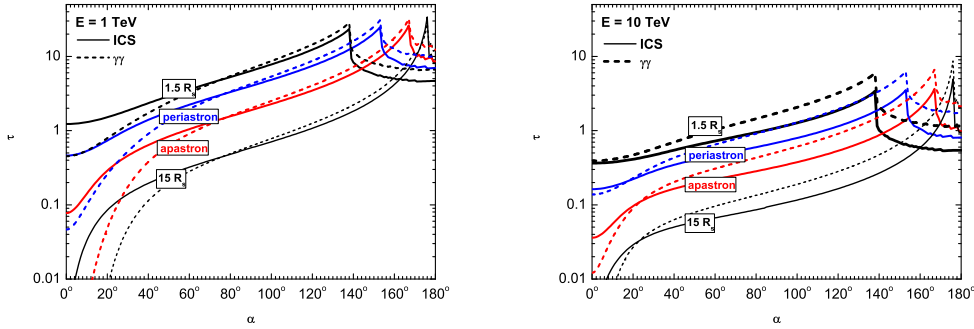 E = 1 TeV
ICS
γγ
1.5 Rs
periastron
apastron
15 Rs
τ
10
1
0.1
0.01
0° 20° 40° 60° 80° 100° 120° 140° 160° 180°
α
E = 10 TeV
ICS
γγ
1.5 Rs
periastron
apastron
15 Rs
τ
10
1
0.1
0.01
0° 20° 40° 60° 80° 100° 120° 140° 160° 180°
α